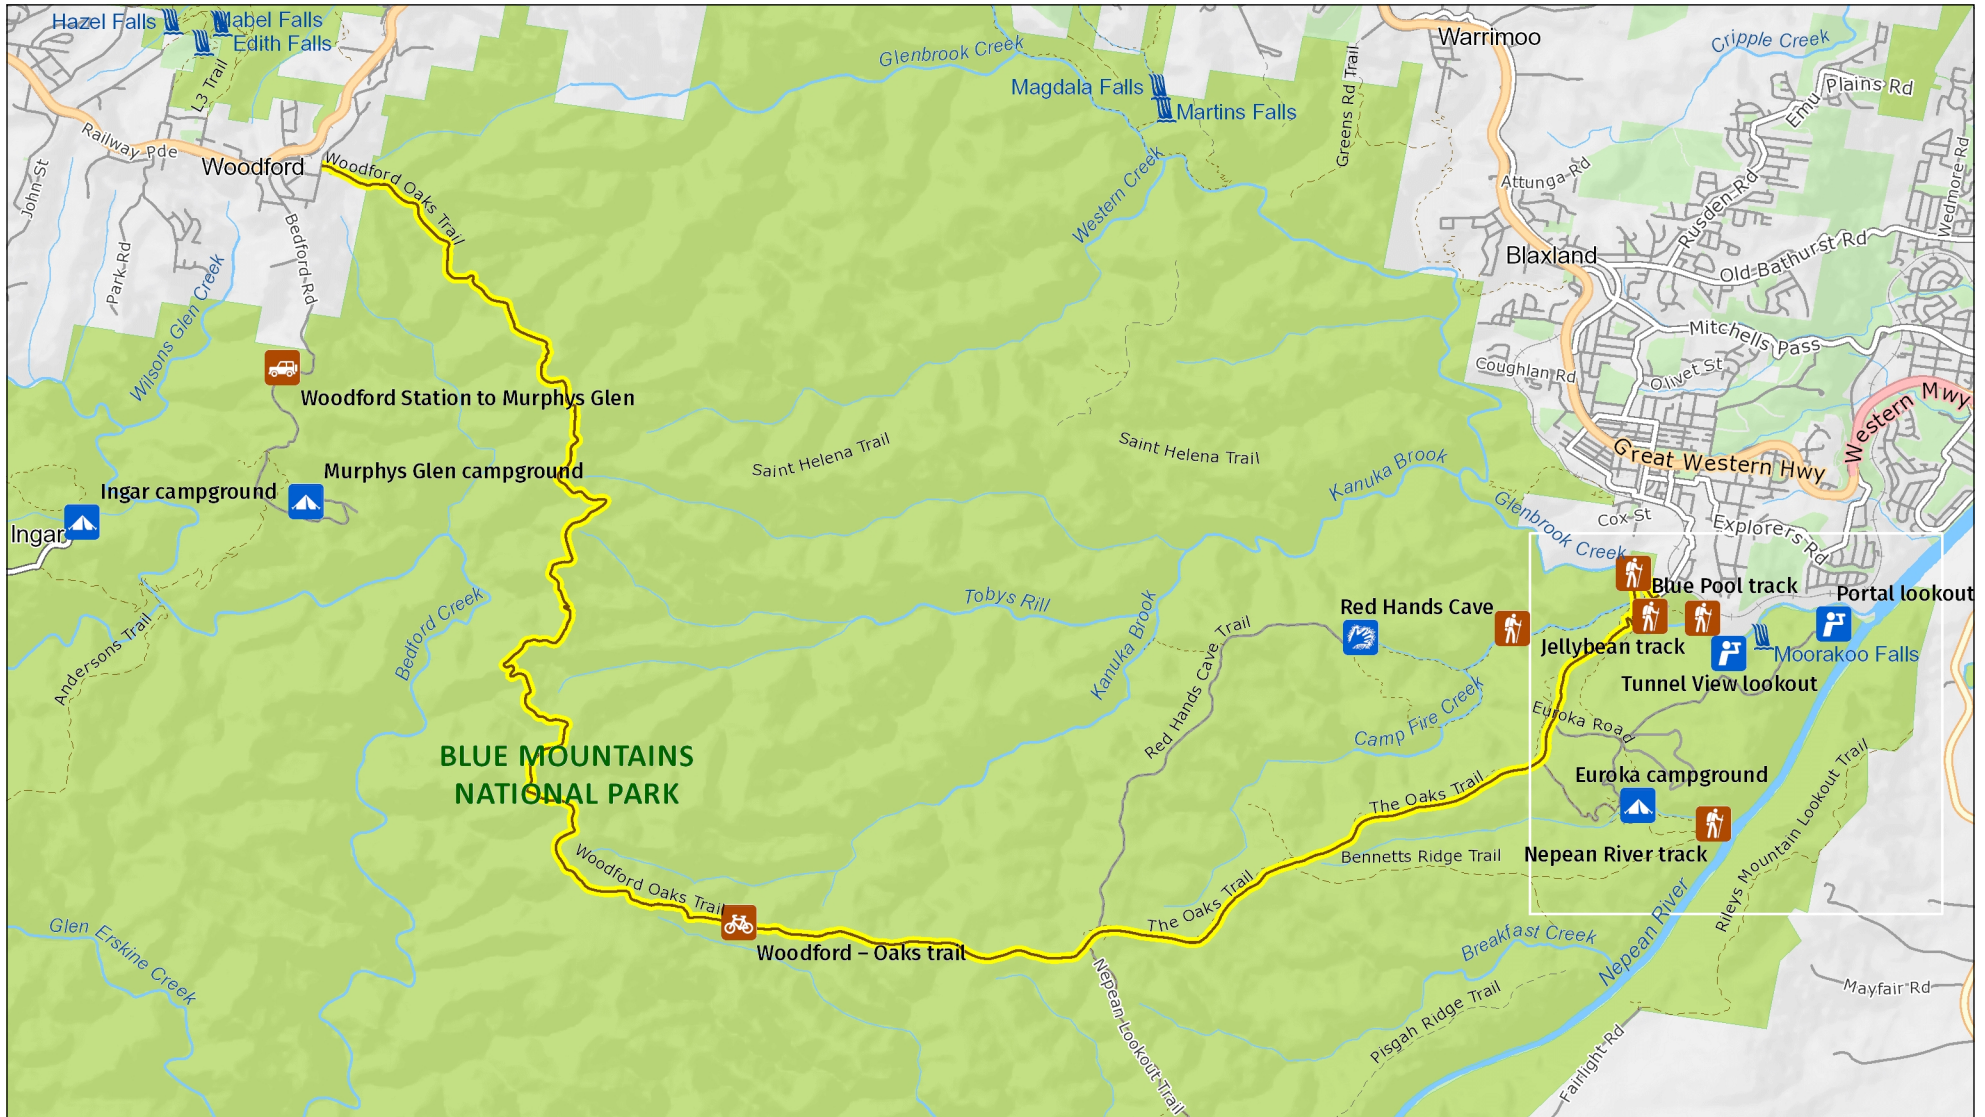 Hazel Falls
Mabel Falls
Edith Falls
L3 Trail
Glenbrook Creek
Magdala Falls
Martins Falls
Greens Rd Trail
Warrimoo
Cripple Creek
Emu Plains Rd
Railway Pde
Woodford
Woodford Oaks Trail
John St
Park Rd
Bedford Rd
Wilsons Glen Creek
Western Creek
Attunga Rd
Rusden Rd
Wedmore Rd
Blaxland
Old Bathurst Rd
Mitchells Pass
Coughlan Rd
Olivet St
Western Mwy
Great Western Hwy
Woodford Station to Murphys Glen
Saint Helena Trail
Saint Helena Trail
Kanuka Brook
Murphys Glen campground
Ingar campground
Ingar
Glenbrook Creek
Cox St
Explorers Rd
Blue Pool track
Portal lookout
Red Hands Cave
Jellybean track
Moorakoo Falls
Tunnel View lookout
Tobys Rill
Bedford Creek
Andersons Trail
Kanuka Brook
Red Hands Cave Trail
Camp Fire Creek
Euroka Road
BLUE MOUNTAINS
NATIONAL PARK
Euroka campground
The Oaks Trail
Bennetts Ridge Trail
Nepean River track
Rileys Mountain Lookout Trail
Woodford Oaks Trail
Woodford – Oaks trail
The Oaks Trail
Breakfast Creek
Nepean River
Glen Erskine Creek
Nepean Lookout Trail
Pisgah Ridge Trail
Fairlight Rd
Mayfair Rd